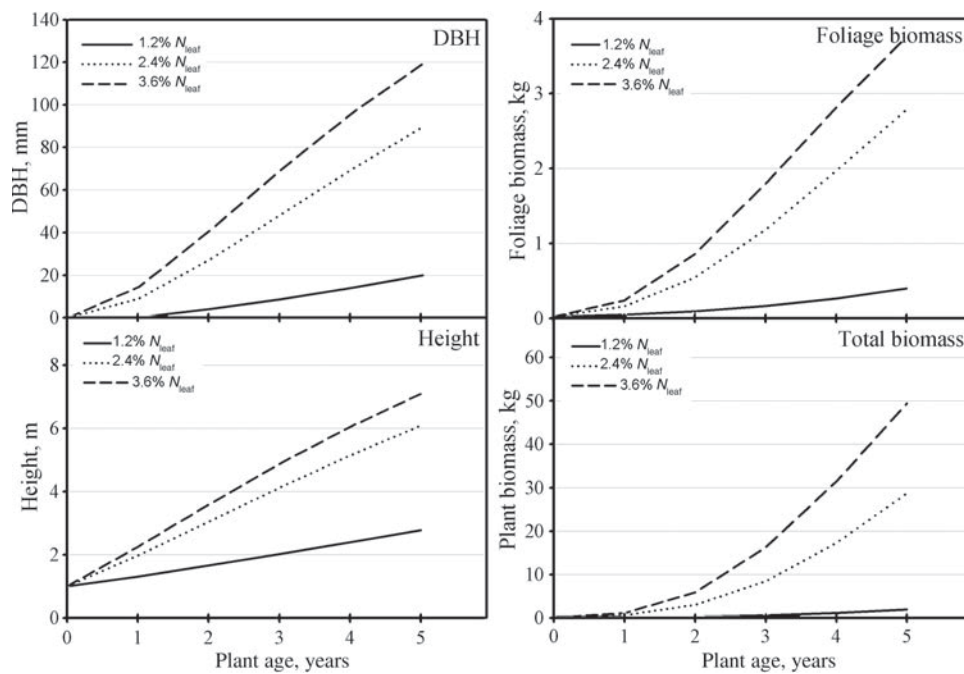 DBH
1.2% Nleaf
2.4% Nleaf
3.6% Nleaf
DBH, mm
140
120
100
80
60
40
20
0
Foliage biomass
1.2% Nleaf
2.4% Nleaf
3.6% Nleaf
Foliage biomass, kg
4
3
2
1
0
Height
1.2% Nleaf
2.4% Nleaf
3.6% Nleaf
Height, m
8
6
4
2
0
0 1 2 3 4 5
Plant age, years
Total biomass
1.2% Nleaf
2.4% Nleaf
3.6% Nleaf
Plant biomass, kg
60
50
40
30
20
10
0
0 1 2 3 4 5
Plant age, years